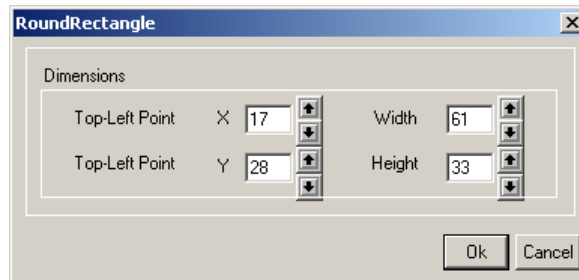 RoundRectangle
Dimensions
Top-Left Point X 17 Width 61
Top-Left Point Y 28 Height 33
Ok Cancel